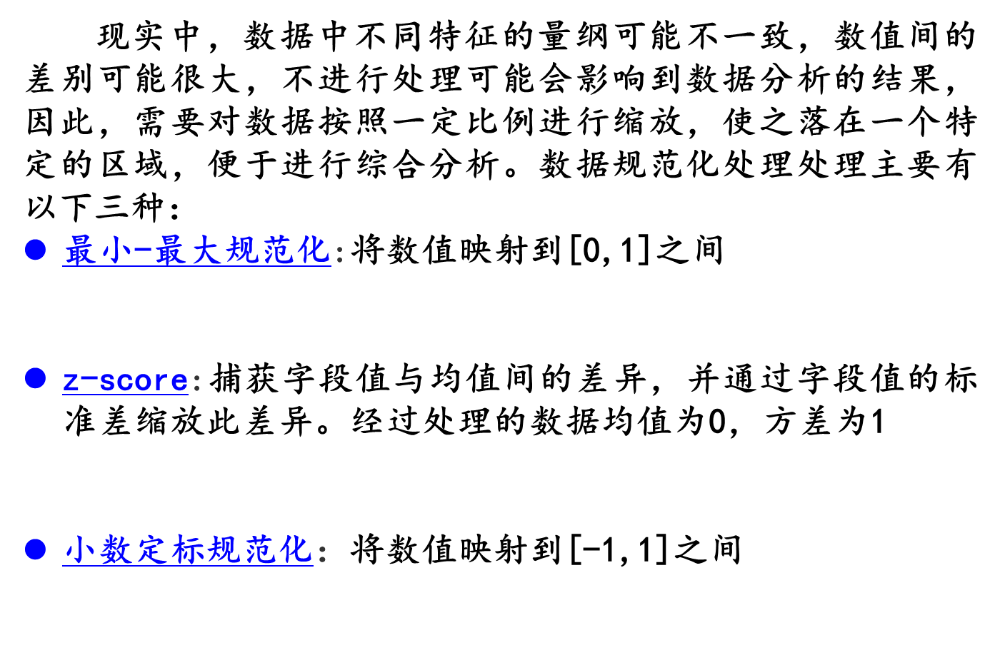 现实中，数据中不同特征的量纲可能不一致，数值间的
差别可能很大，不进行处理可能会影响到数据分析的结果，
因此，需要对数据按照一定比例进行缩放，使之落在一个特
定的区域，便于进行综合分析。数据规范化处理处理主要有
以下三种：
● 最小-最大规范化:将数值映射到[0,1]之间
● z-score:捕获字段值与均值间的差异，并通过字段值的标
准差缩放此差异。经过处理的数据均值为0，方差为1
● 小数定标规范化：将数值映射到[-1,1]之间